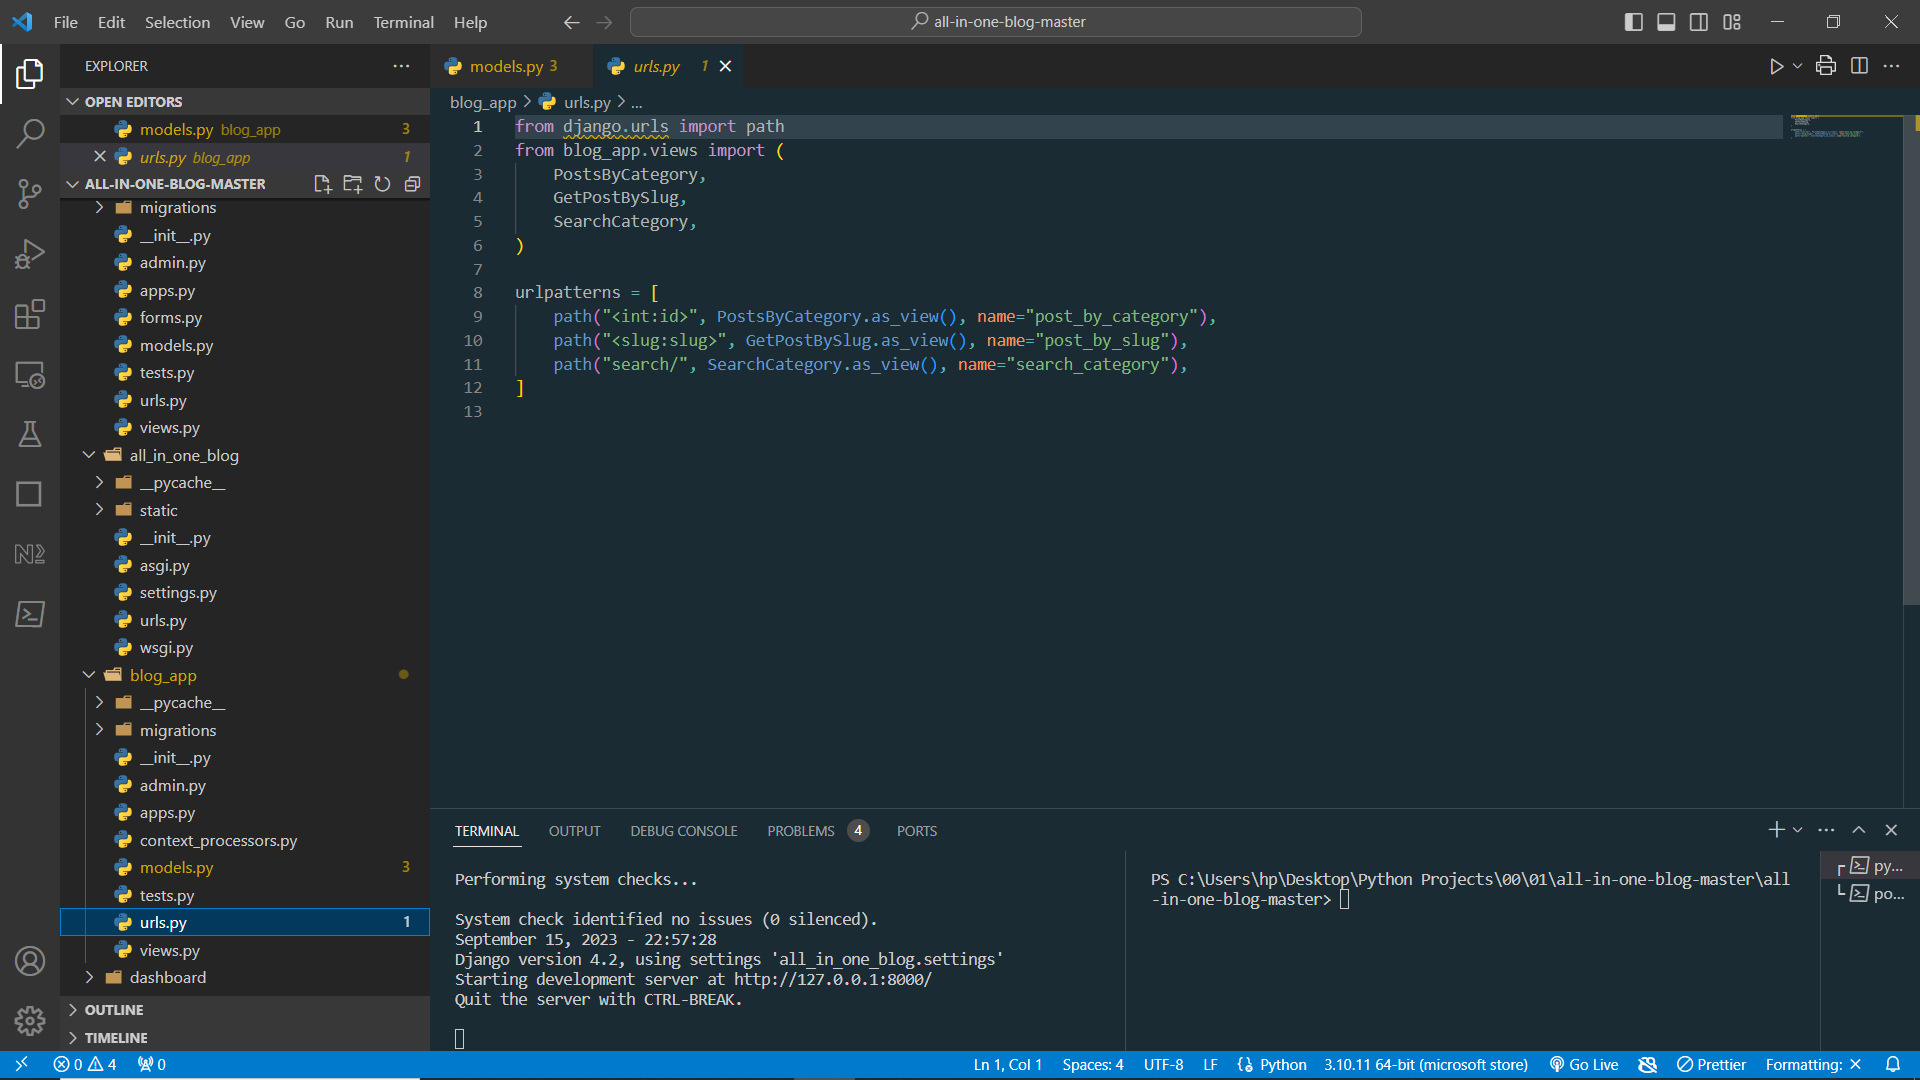 File Edit Selection View Go Run Terminal Help
all-in-one-blog-master
EXPLORER
OPEN EDITORS
models.py blog_app 3
urls.py blog_app 1
ALL-IN-ONE-BLOG-MASTER
migrations
__init__.py
admin.py
apps.py
forms.py
models.py
tests.py
urls.py
views.py
all_in_one_blog
__pycache__
static
__init__.py
asgi.py
settings.py
urls.py
wsgi.py
blog_app
__pycache__
migrations
__init__.py
admin.py
apps.py
context_processors.py
models.py 3
tests.py
urls.py 1
views.py
dashboard
OUTLINE
TIMELINE
models.py 3
urls.py 1
blog_app > urls.py > ...
1 from django.urls import path
2 from blog_app.views import (
3 PostsByCategory,
4 GetPostBySlug,
5 SearchCategory,
6 )
7
8 urlpatterns = [
9 path("<int:id>", PostsByCategory.as_view(), name="post_by_category"),
10 path("<slug:slug>", GetPostBySlug.as_view(), name="post_by_slug"),
11 path("search/", SearchCategory.as_view(), name="search_category"),
12 ]
13
TERMINAL OUTPUT DEBUG CONSOLE PROBLEMS 4 PORTS
Performing system checks...
System check identified no issues (0 silenced).
September 15, 2023 - 22:57:28
Django version 4.2, using settings 'all_in_one_blog.settings'
Starting development server at http://127.0.0.1:8000/
Quit the server with CTRL-BREAK.
PS C:\Users\hp\Desktop\Python Projects\00\01\all-in-one-blog-master\all
-in-one-blog-master>
py...
po...
0 4 0
Ln 1, Col 1 Spaces: 4 UTF-8 LF Python 3.10.11 64-bit (microsoft store) Go Live Prettier Formatting: